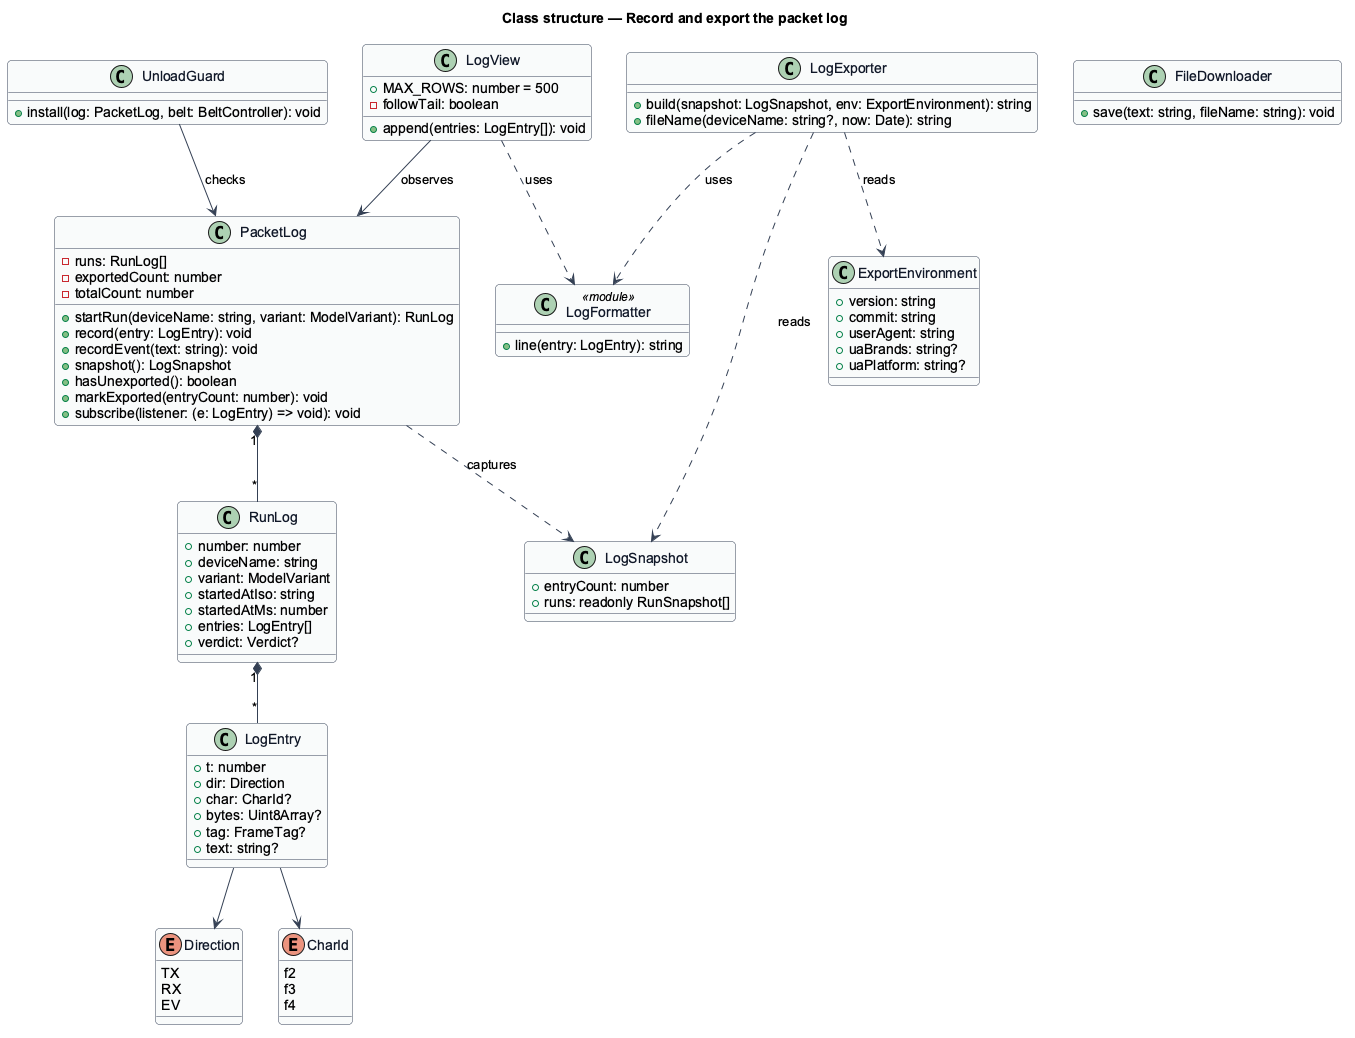 Class structure — Record and export the packet log
C UnloadGuard
install(log: PacketLog, belt: BeltController): void
C LogView
MAX_ROWS: number = 500
followTail: boolean
append(entries: LogEntry[]): void
C LogExporter
build(snapshot: LogSnapshot, env: ExportEnvironment): string
fileName(deviceName: string?, now: Date): string
C FileDownloader
save(text: string, fileName: string): void
checks
observes
uses
uses
reads
C PacketLog
runs: RunLog[]
exportedCount: number
totalCount: number
startRun(deviceName: string, variant: ModelVariant): RunLog
record(entry: LogEntry): void
recordEvent(text: string): void
snapshot(): LogSnapshot
hasUnexported(): boolean
markExported(entryCount: number): void
subscribe(listener: (e: LogEntry) => void): void
C «module»
LogFormatter
line(entry: LogEntry): string
C ExportEnvironment
version: string
commit: string
userAgent: string
uaBrands: string?
uaPlatform: string?
reads
1
*
captures
C RunLog
number: number
deviceName: string
variant: ModelVariant
startedAtIso: string
startedAtMs: number
entries: LogEntry[]
verdict: Verdict?
C LogSnapshot
entryCount: number
runs: readonly RunSnapshot[]
1
*
C LogEntry
t: number
dir: Direction
char: CharId?
bytes: Uint8Array?
tag: FrameTag?
text: string?
E Direction
TX
RX
EV
E CharId
f2
f3
f4